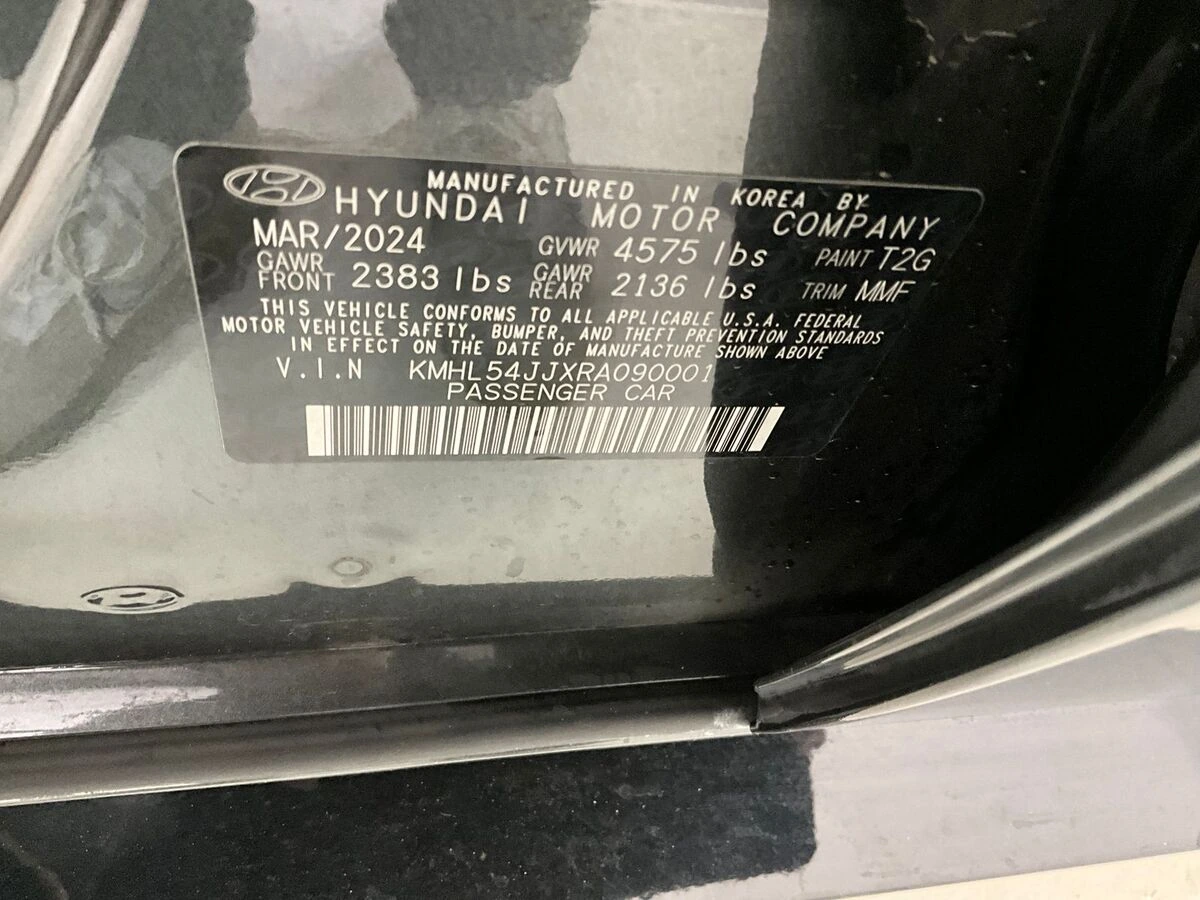 MANUFACTURED IN KOREA BY
HYUNDAI MOTOR COMPANY
MAR/2024 GVWR 4575 lbs PAINT T2G
GAWR FRONT 2383 lbs GAWR REAR 2136 lbs TRIM MMF
THIS VEHICLE CONFORMS TO ALL APPLICABLE U.S.A. FEDERAL
MOTOR VEHICLE SAFETY, BUMPER, AND THEFT PREVENTION STANDARDS
IN EFFECT ON THE DATE OF MANUFACTURE SHOWN ABOVE
V.I.N KMHL54JJXRA090001
PASSENGER CAR